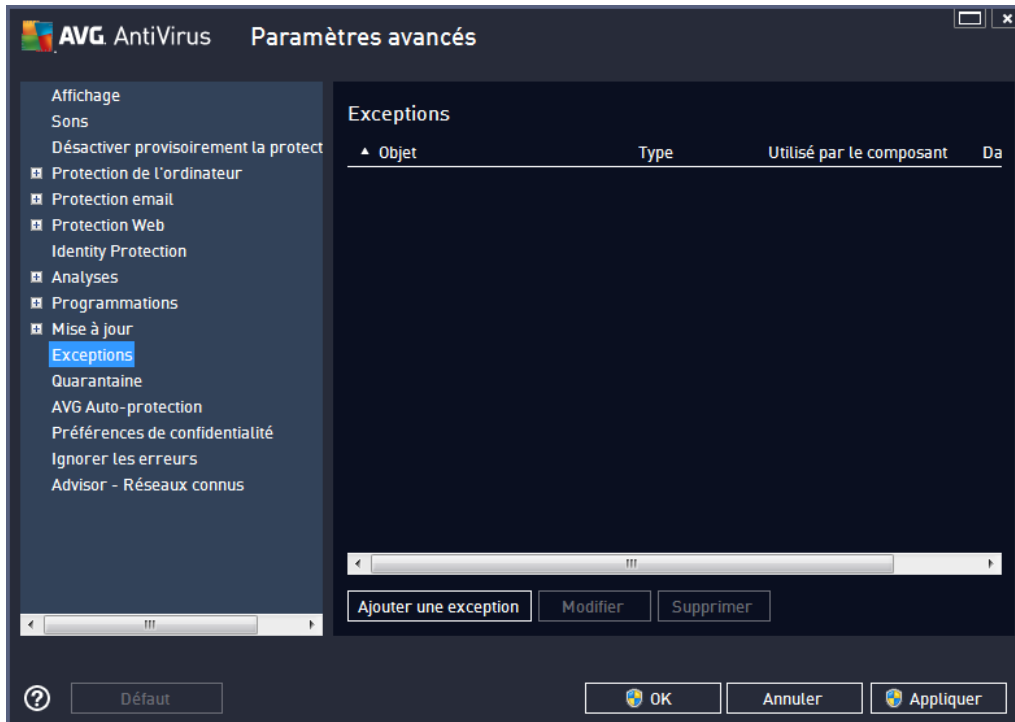 AVG. AntiVirus Paramètres avancés
Affichage
Sons
Désactiver provisoirement la protect
Protection de l'ordinateur
Protection email
Protection Web
Identity Protection
Analyses
Programmations
Mise à jour
Exceptions
Quarantaine
AVG Auto-protection
Préférences de confidentialité
Ignorer les erreurs
Advisor - Réseaux connus
Exceptions
Objet Type Utilisé par le composant Da
Ajouter une exception Modifier Supprimer
Défaut OK Annuler Appliquer